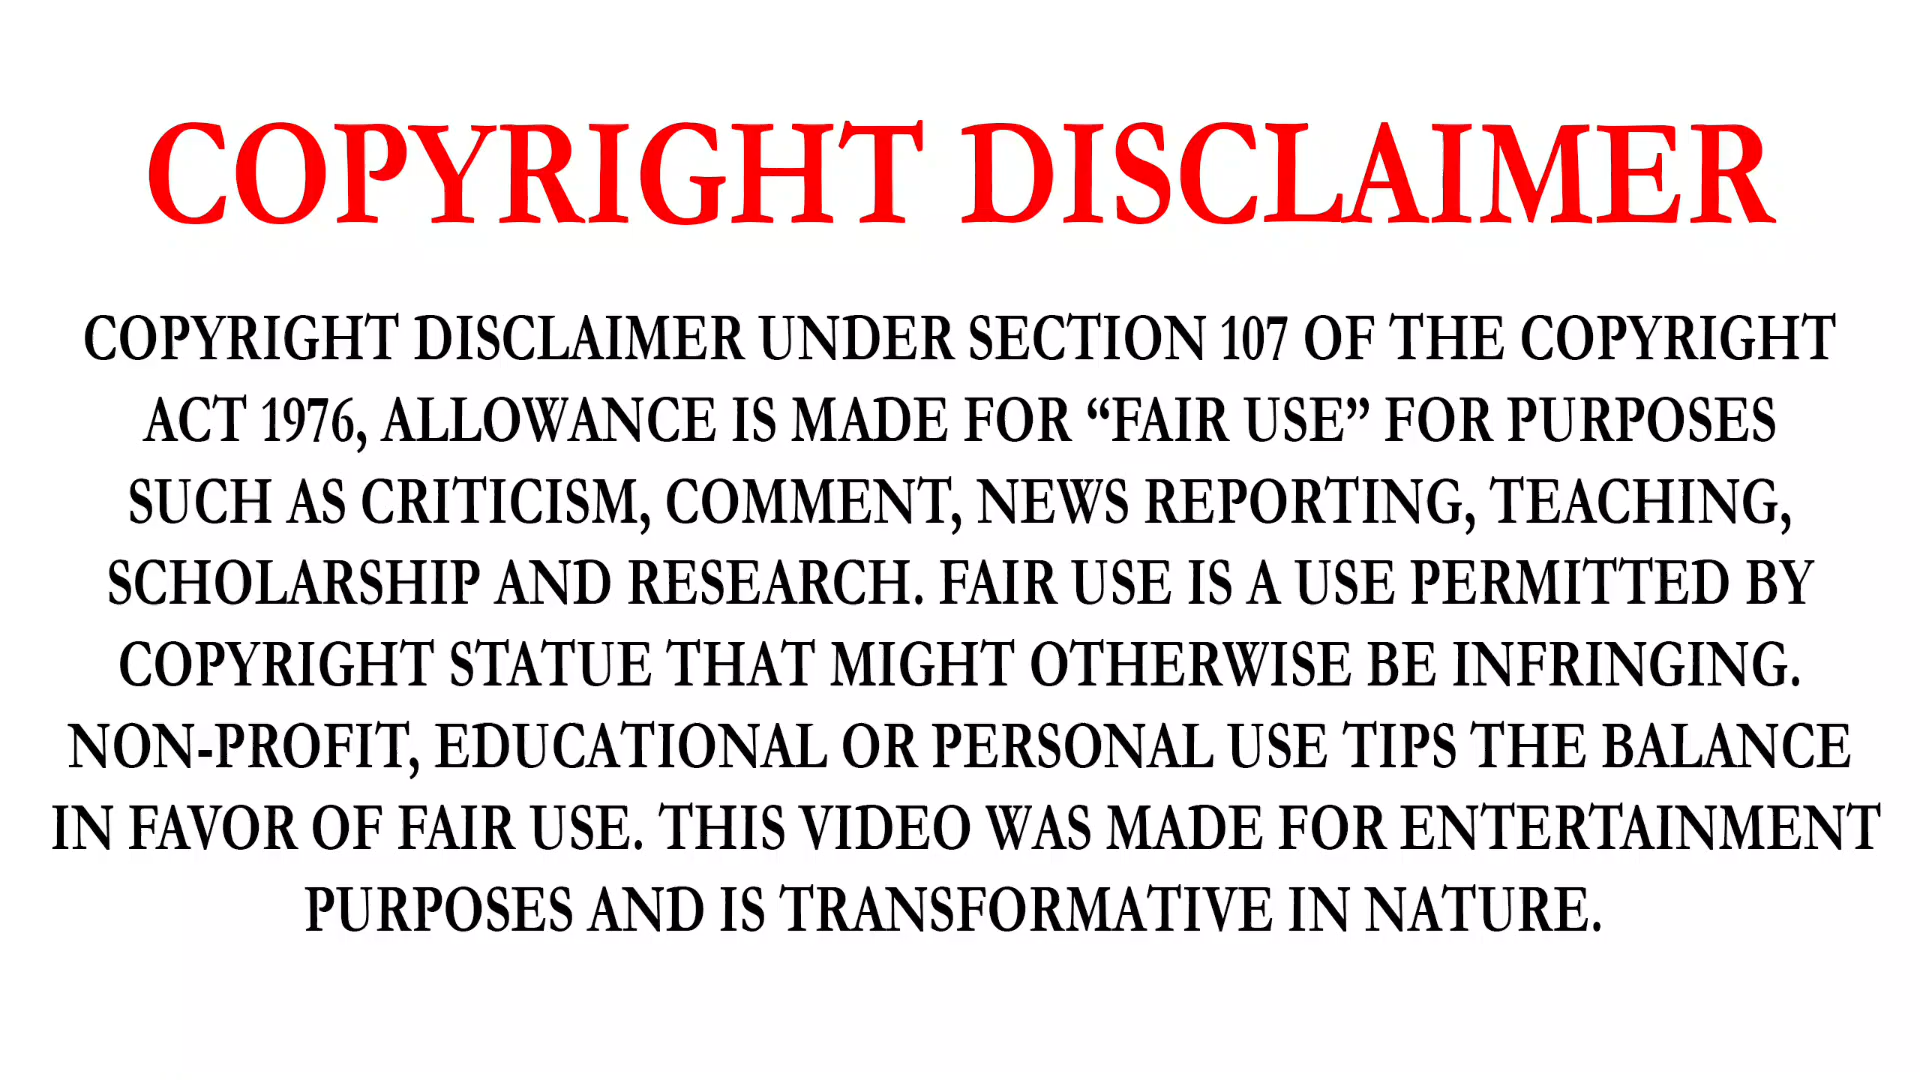 COPYRIGHT DISCLAIMER
COPYRIGHT DISCLAIMER UNDER SECTION 107 OF THE COPYRIGHT
ACT 1976, ALLOWANCE IS MADE FOR “FAIR USE” FOR PURPOSES
SUCH AS CRITICISM, COMMENT, NEWS REPORTING, TEACHING,
SCHOLARSHIP AND RESEARCH. FAIR USE IS A USE PERMITTED BY
COPYRIGHT STATUE THAT MIGHT OTHERWISE BE INFRINGING.
NON-PROFIT, EDUCATIONAL OR PERSONAL USE TIPS THE BALANCE
IN FAVOR OF FAIR USE. THIS VIDEO WAS MADE FOR ENTERTAINMENT
PURPOSES AND IS TRANSFORMATIVE IN NATURE.